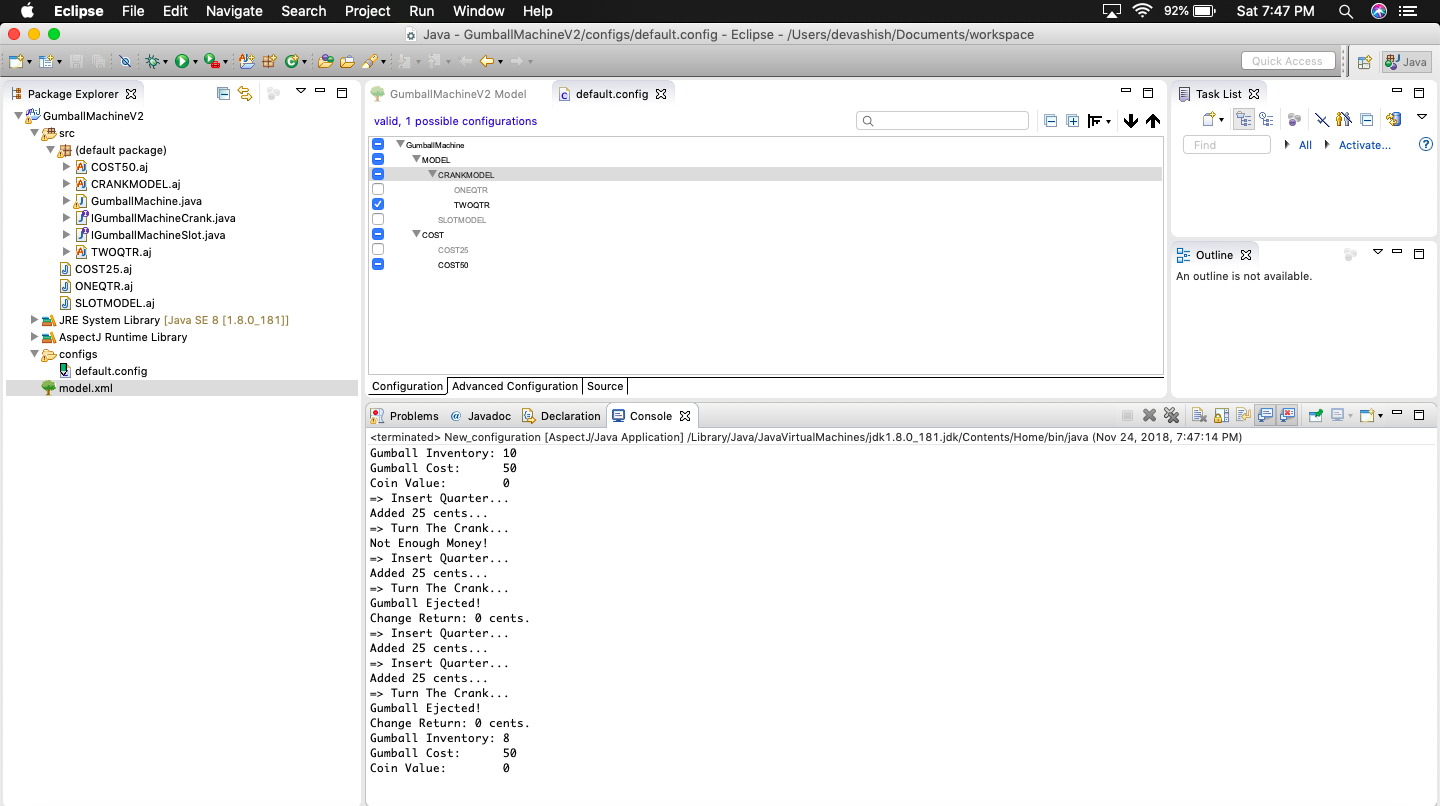 Eclipse File Edit Navigate Search Project Run Window Help 92% Sat 7:47 PM
Java - GumballMachineV2/configs/default.config - Eclipse - /Users/devashish/Documents/workspace
Quick Access Java
Package Explorer
GumballMachineV2
src
(default package)
COST50.aj
CRANKMODEL.aj
GumballMachine.java
IGumballMachineCrank.java
IGumballMachineSlot.java
TWOQTR.aj
COST25.aj
ONEQTR.aj
SLOTMODEL.aj
JRE System Library [Java SE 8 [1.8.0_181]]
AspectJ Runtime Library
configs
default.config
model.xml
GumballMachineV2 Model default.config
valid, 1 possible configurations
GumballMachine
MODEL
CRANKMODEL
ONEQTR
TWOQTR
SLOTMODEL
COST
COST25
COST50
Configuration Advanced Configuration Source
Task List
Find All Activate...
Outline
An outline is not available.
Problems Javadoc Declaration Console
<terminated> New_configuration [AspectJ/Java Application] /Library/Java/JavaVirtualMachines/jdk1.8.0_181.jdk/Contents/Home/bin/java (Nov 24, 2018, 7:47:14 PM)
Gumball Inventory: 10
Gumball Cost: 50
Coin Value: 0
=> Insert Quarter...
Added 25 cents...
=> Turn The Crank...
Not Enough Money!
=> Insert Quarter...
Added 25 cents...
=> Turn The Crank...
Gumball Ejected!
Change Return: 0 cents.
=> Insert Quarter...
Added 25 cents...
=> Insert Quarter...
Added 25 cents...
=> Turn The Crank...
Gumball Ejected!
Change Return: 0 cents.
Gumball Inventory: 8
Gumball Cost: 50
Coin Value: 0